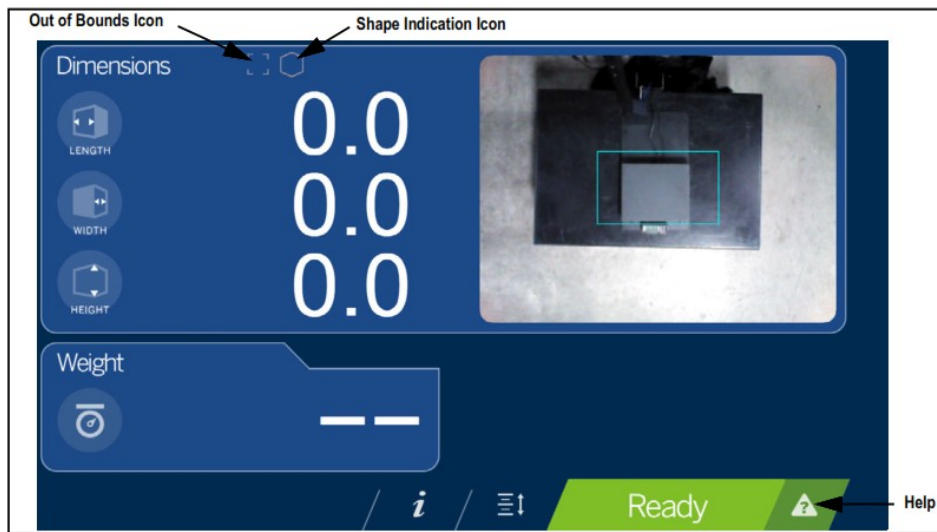 Out of Bounds Icon
Shape Indication Icon
Dimensions
LENGTH
0.0
WIDTH
0.0
HEIGHT
0.0
Weight
––
i
Ready
?
Help